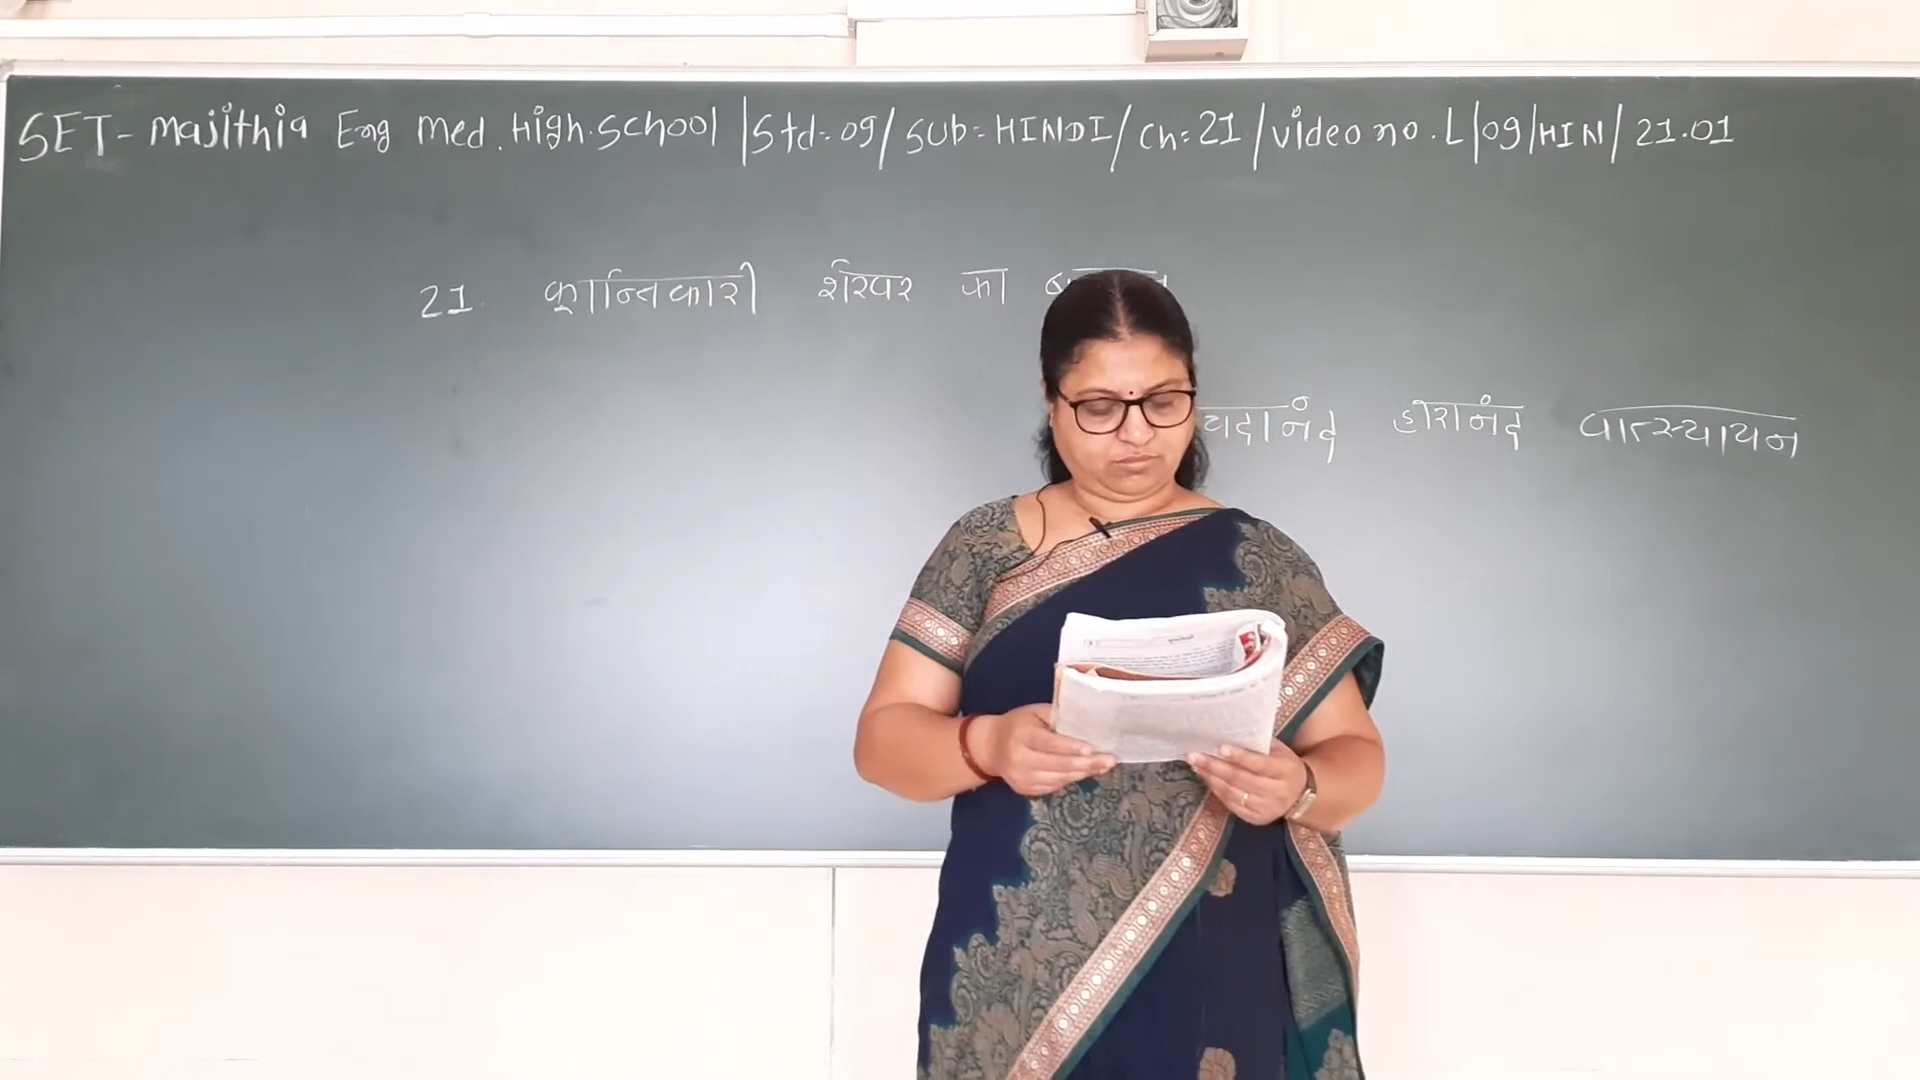 SET - Majithia Eng Med. High. School | Std:- 09 / SUB:- HINDI / Ch:- 21 / Video no. L|09|HIN| 21.01
21. क्रान्तिकारी शेखर का
हीरानंद वात्स्यायन